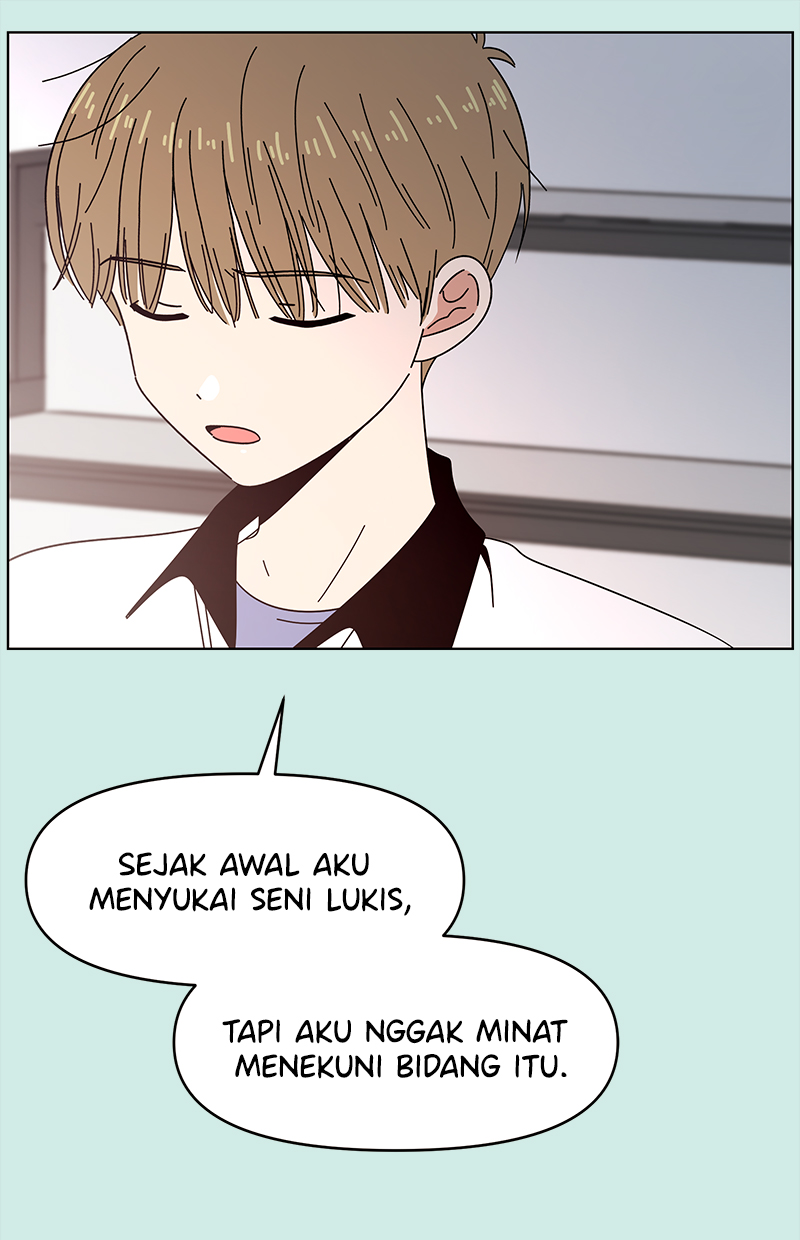 SEJAK AWAL AKU
MENYUKAI SENI LUKIS,
TAPI AKU NGGAK MINAT
MENEKUNI BIDANG ITU.